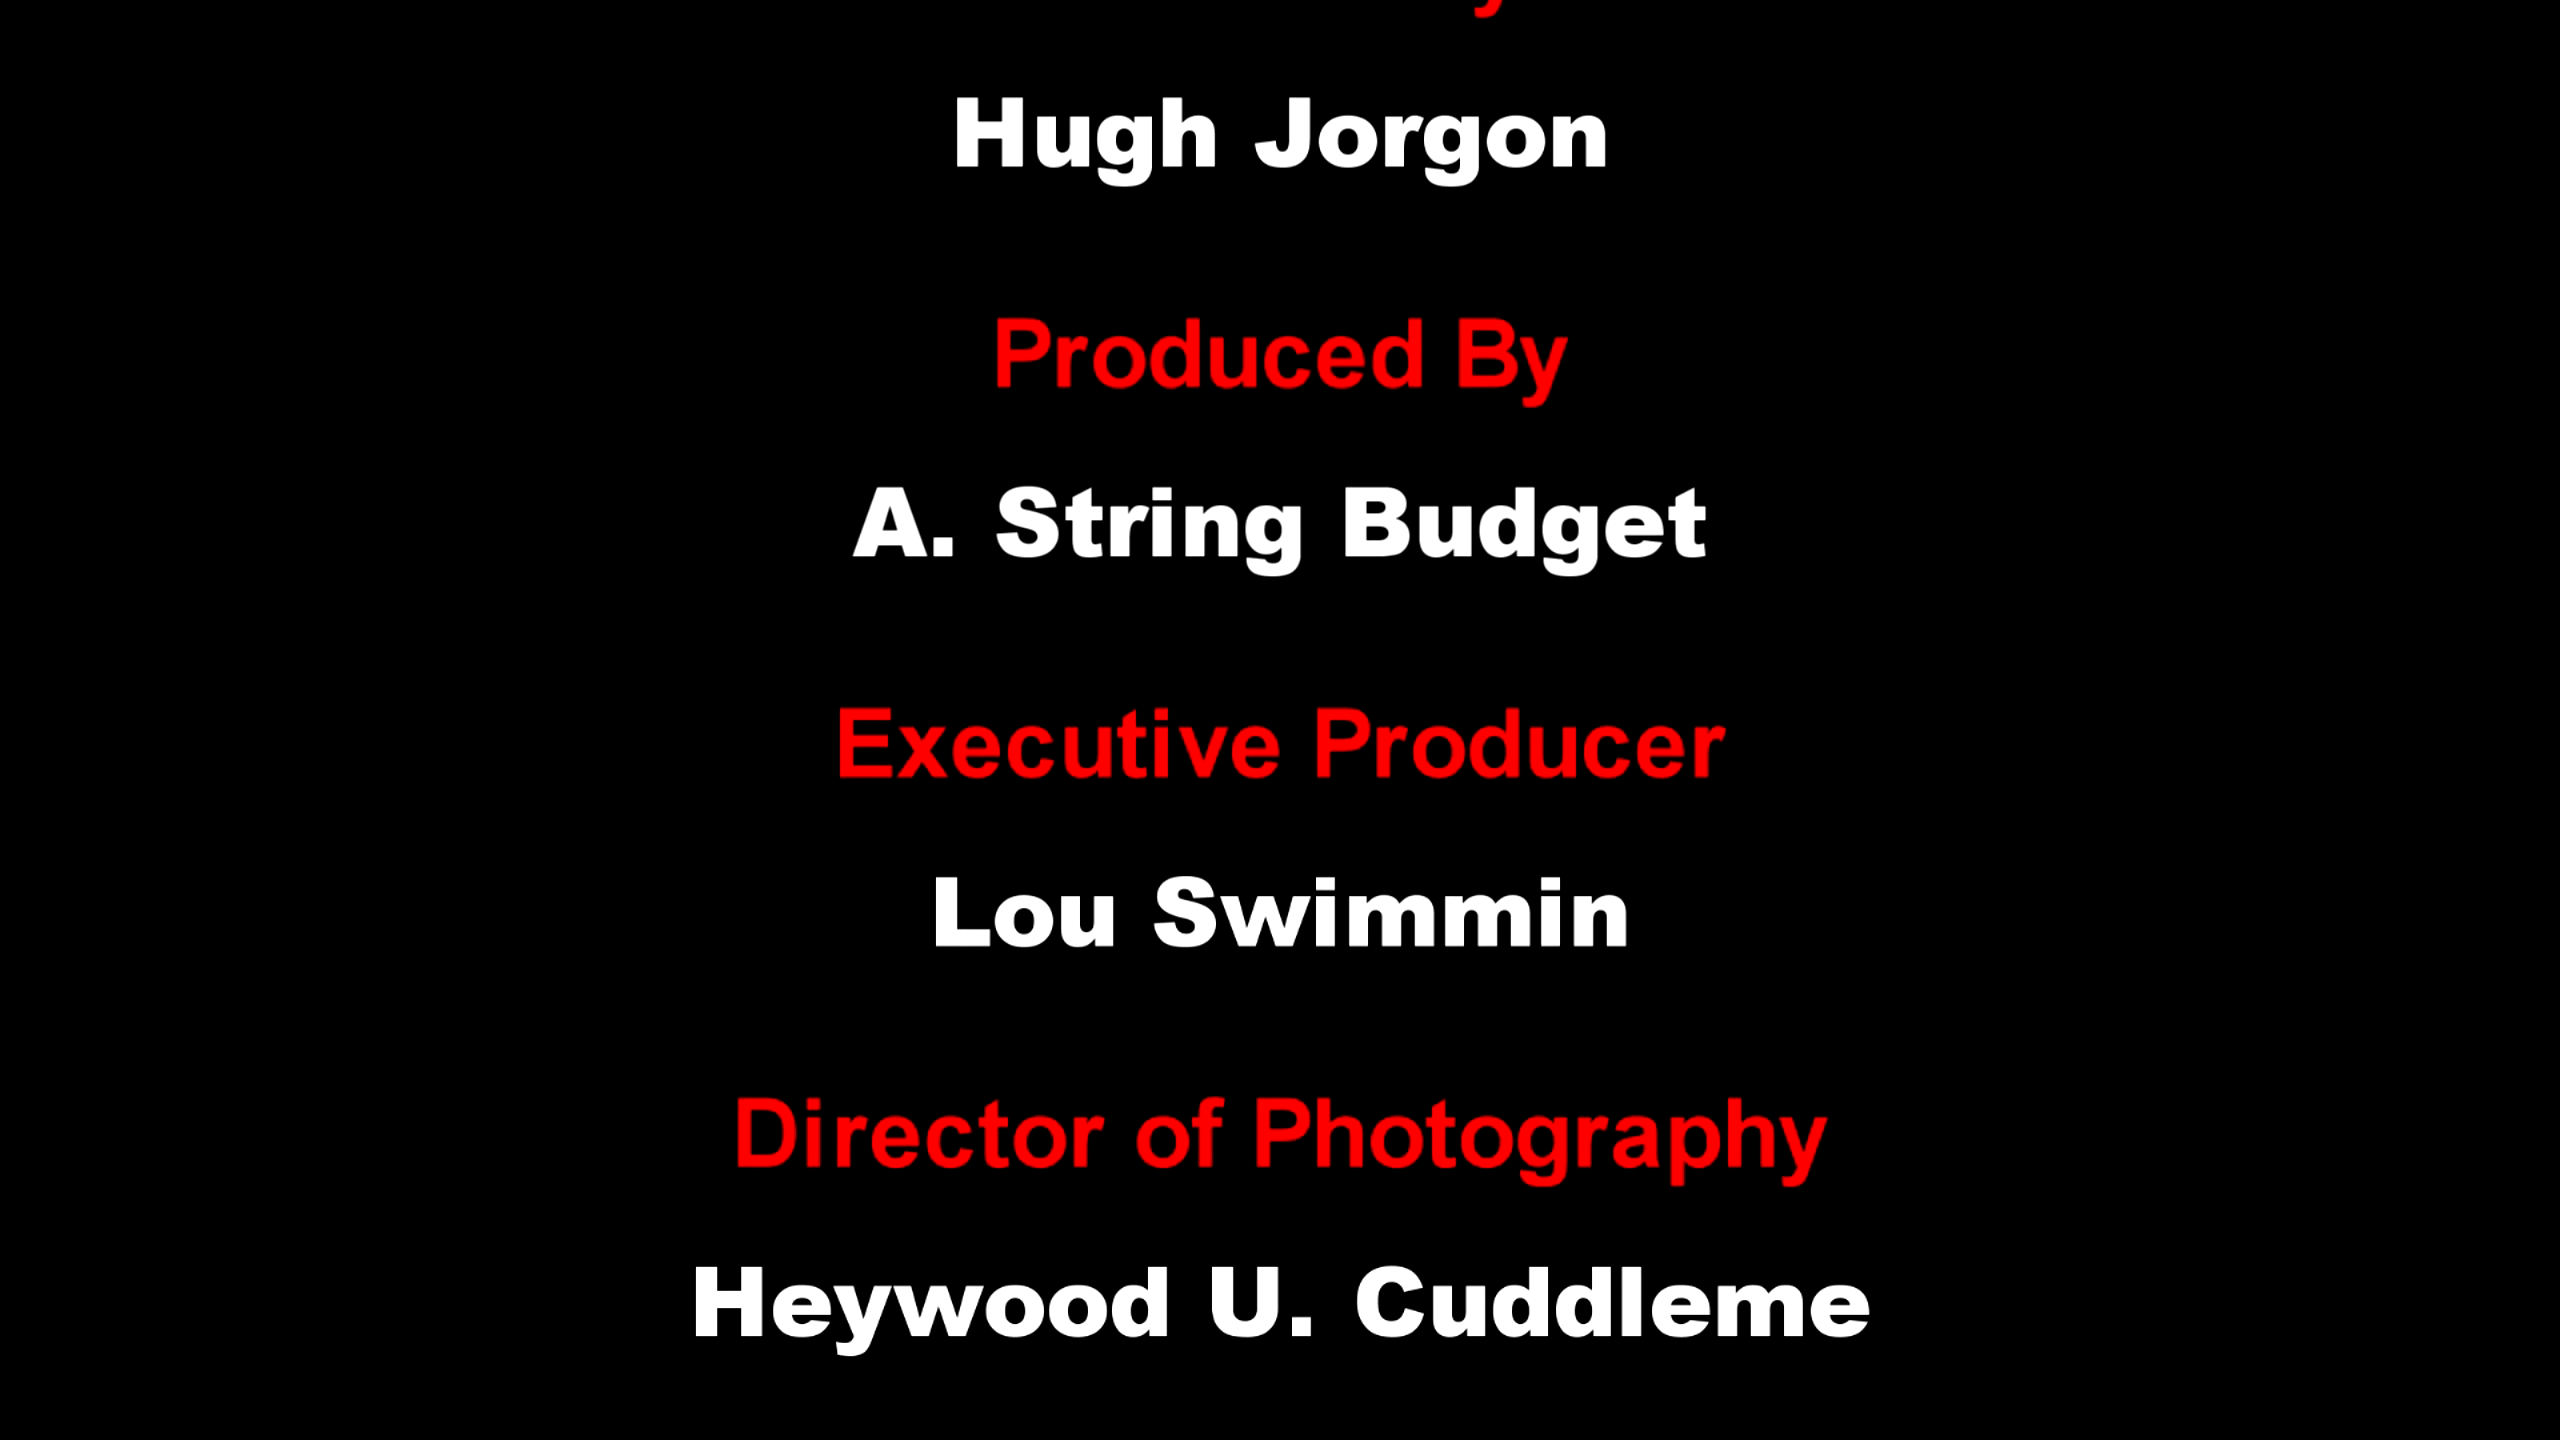 Hugh Jorgon
Produced By
A. String Budget
Executive Producer
Lou Swimmin
Director of Photography
Heywood U. Cuddleme